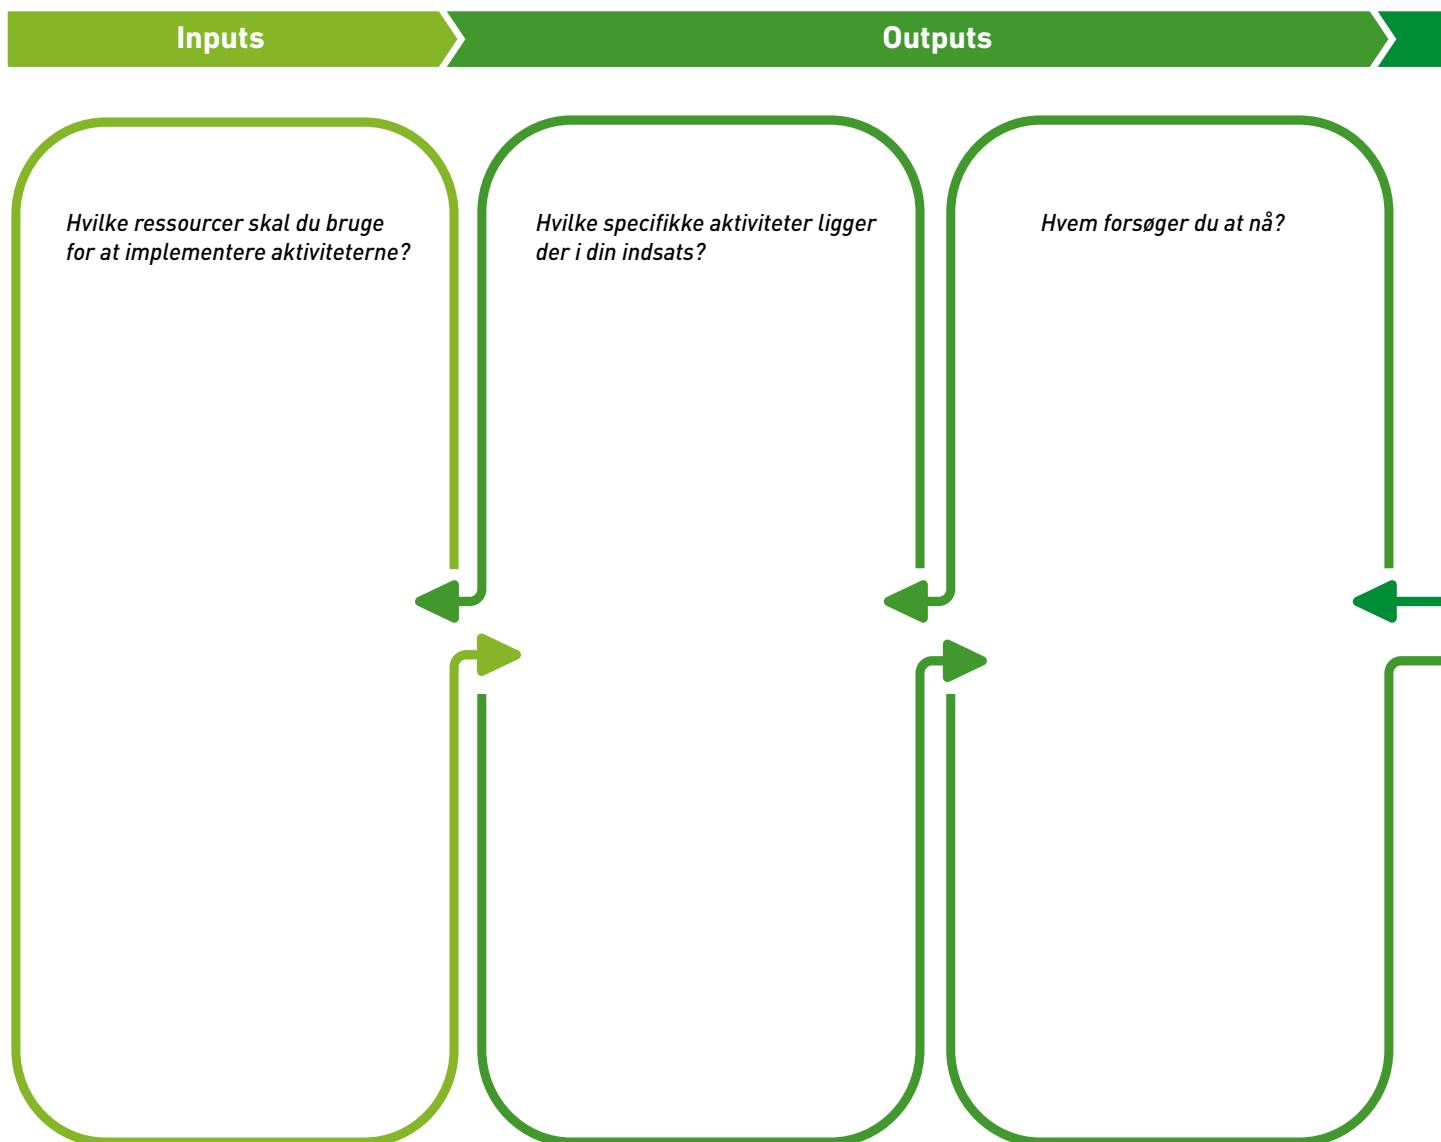 Inputs
Outputs
Hvilke ressourcer skal du bruge
for at implementere aktiviteterne?
Hvilke specifikke aktiviteter ligger
der i din indsats?
Hvem forsøger du at nå?